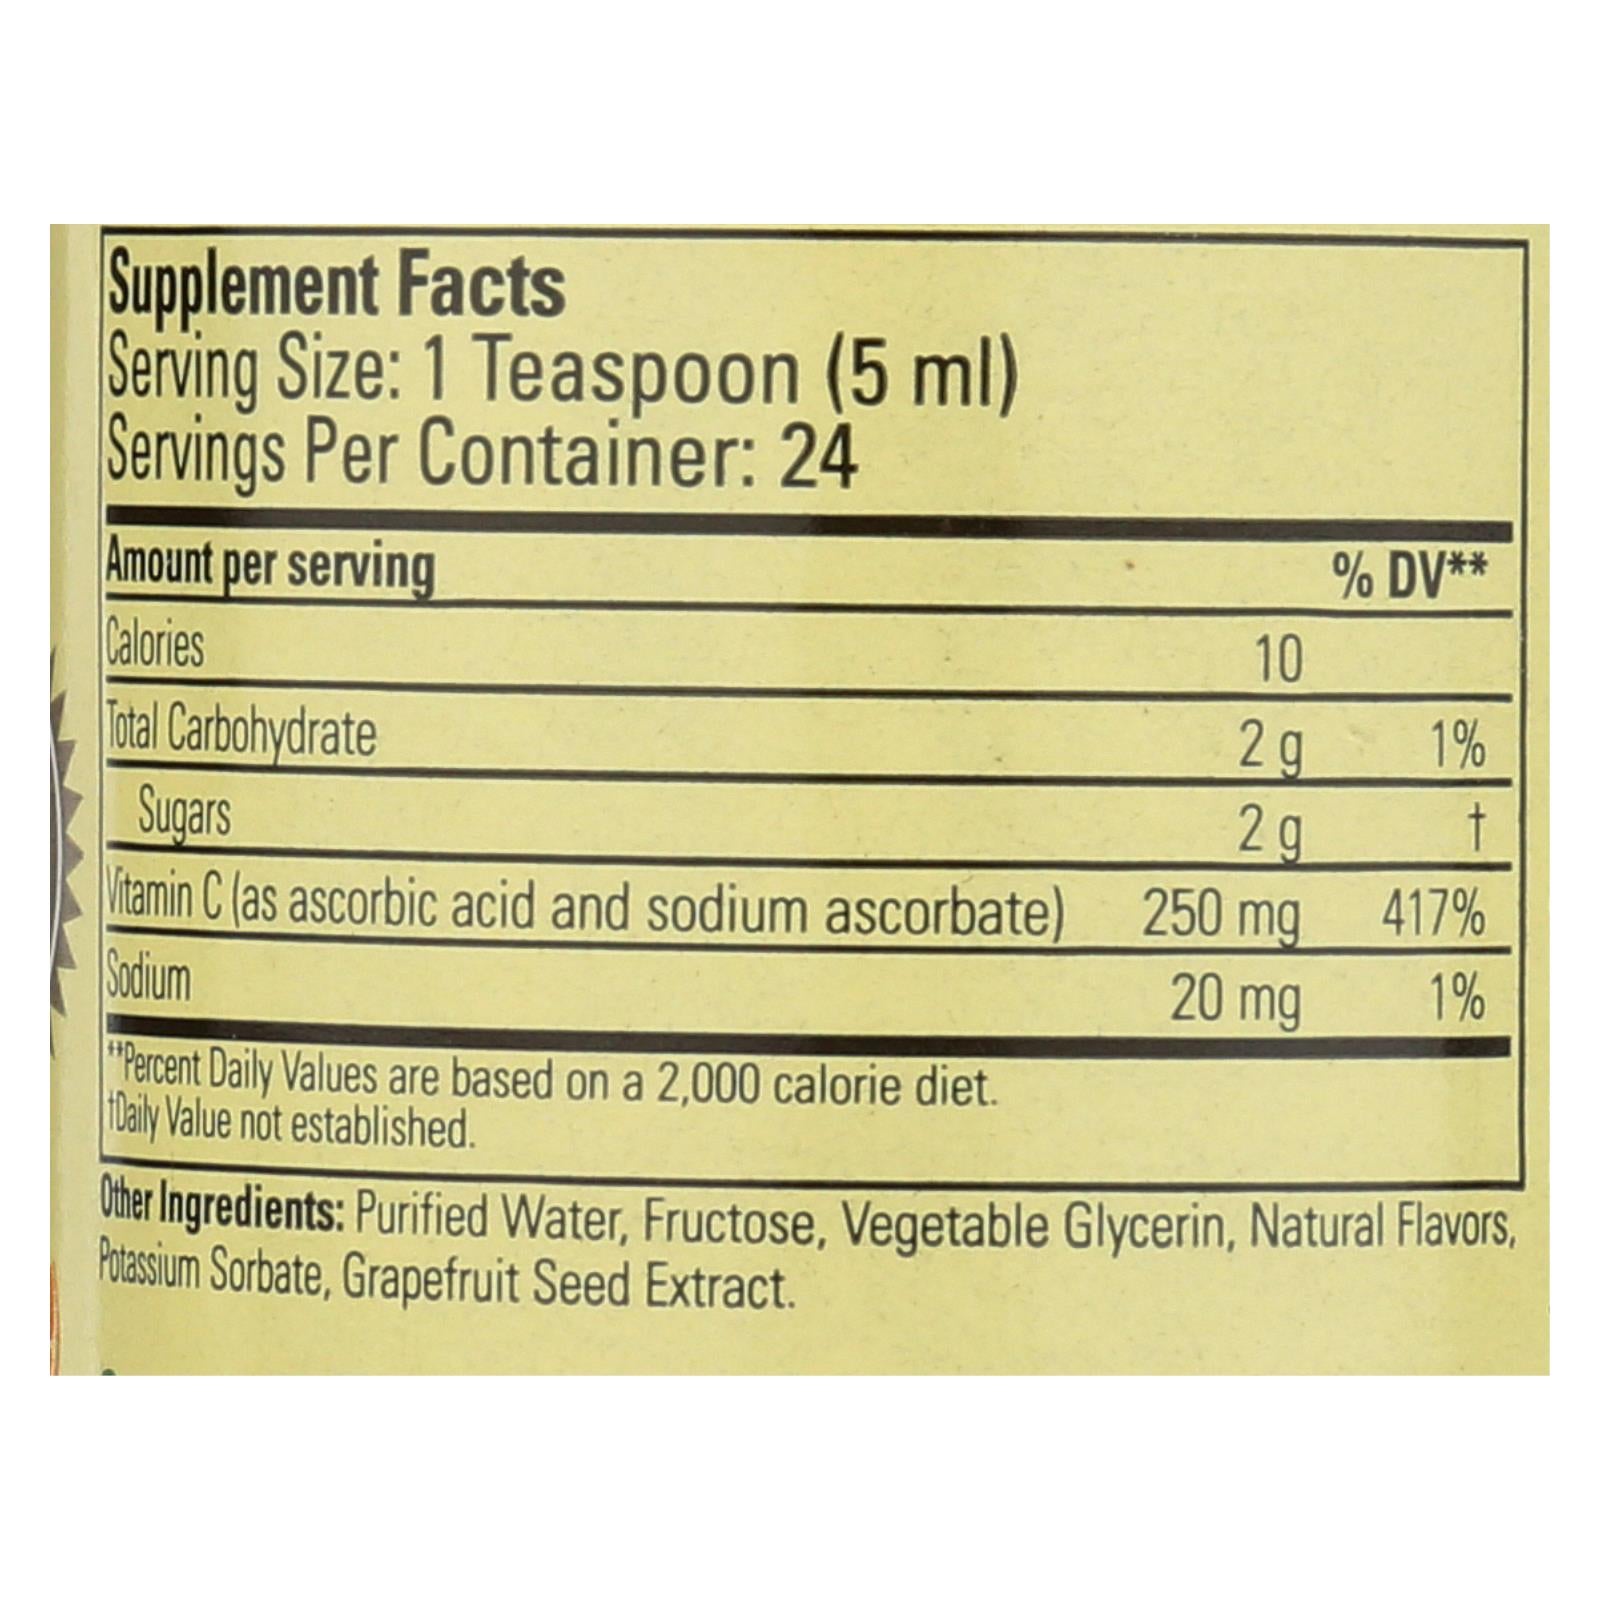 Supplement Facts
Serving Size: 1 Teaspoon (5 ml)
Servings Per Container: 24
Amount per serving % DV**
Calories 10
Total Carbohydrate 2 g 1%
Sugars 2 g †
Vitamin C (as ascorbic acid and sodium ascorbate) 250 mg 417%
Sodium 20 mg 1%
**Percent Daily Values are based on a 2,000 calorie diet.
†Daily Value not established.
Other Ingredients: Purified Water, Fructose, Vegetable Glycerin, Natural Flavors,
Potassium Sorbate, Grapefruit Seed Extract.